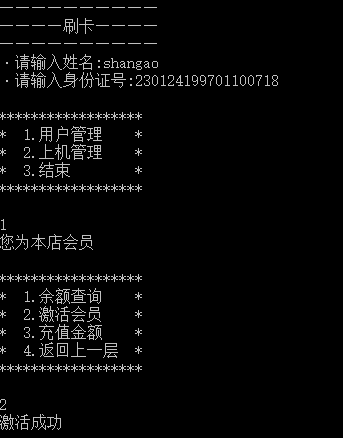 －－－－－－－－－－
－－－－刷卡－－－－
－－－－－－－－－－
·请输入姓名:shangao
·请输入身份证号:230124199701100718
******************
*  1.用户管理    *
*  2.上机管理    *
*  3.结束        *
******************
1
您为本店会员
******************
*  1.余额查询    *
*  2.激活会员    *
*  3.充值金额    *
*  4.返回上一层  *
******************
2
激活成功